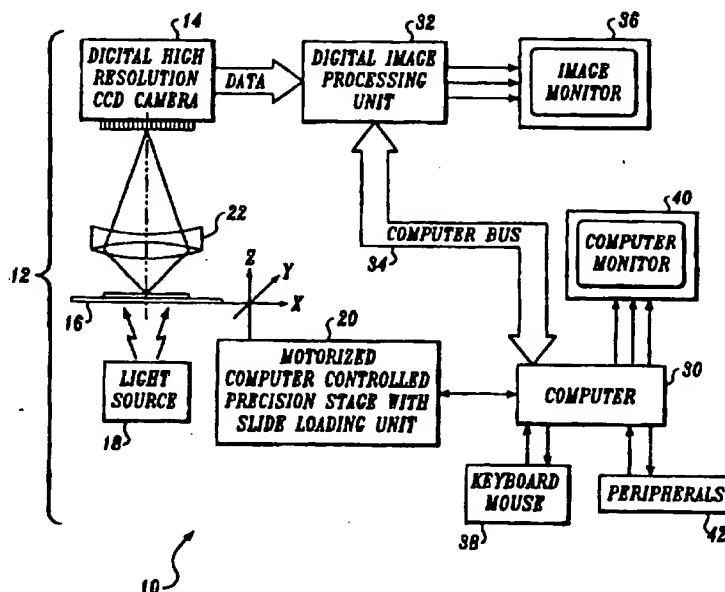 14
32
36
DIGITAL HIGH
RESOLUTION
CCD CAMERA
DATA
DIGITAL IMAGE
PROCESSING
UNIT
IMAGE
MONITOR
22
40
COMPUTER
MONITOR
COMPUTER BUS
34
12
Z
Y
X
16
20
MOTORIZED
COMPUTER CONTROLLED
PRECISION STAGE WITH
SLIDE LOADING UNIT
30
COMPUTER
LIGHT
SOURCE
18
KEYBOARD
MOUSE
38
PERIPHERALS
42
10